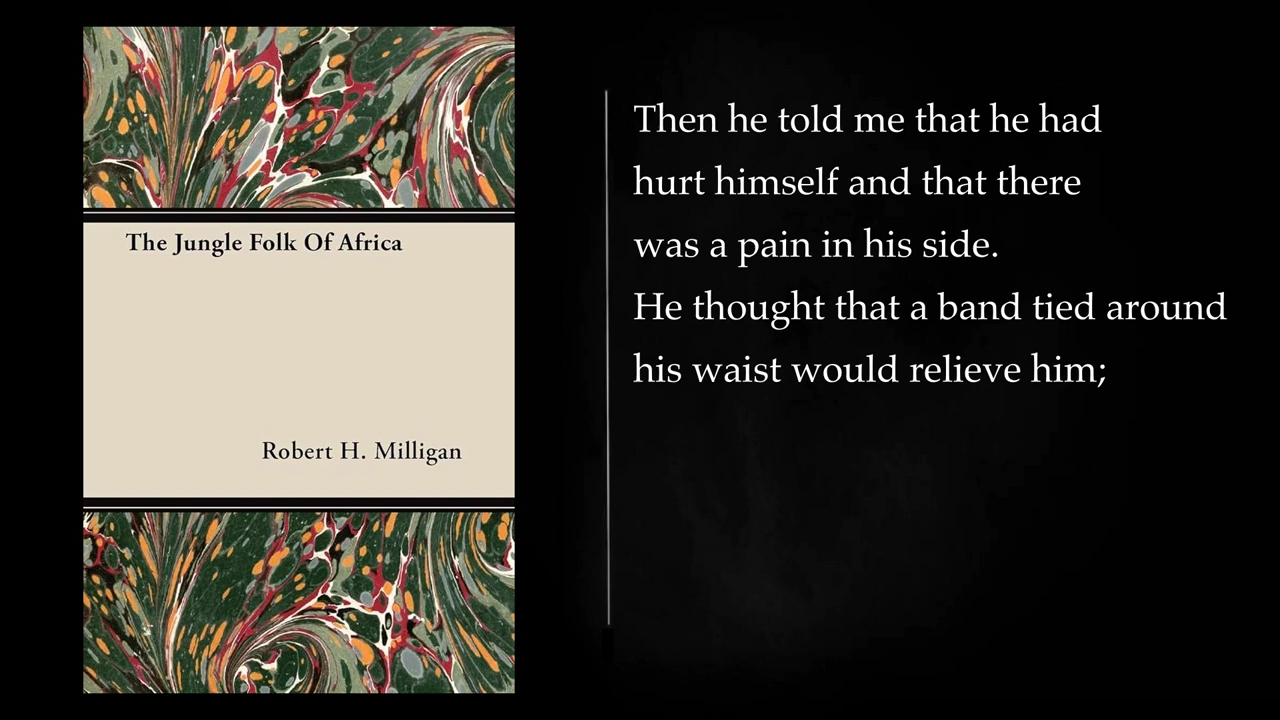 The Jungle Folk Of Africa
Robert H. Milligan
Then he told me that he had
hurt himself and that there
was a pain in his side.
He thought that a band tied around
his waist would relieve him;